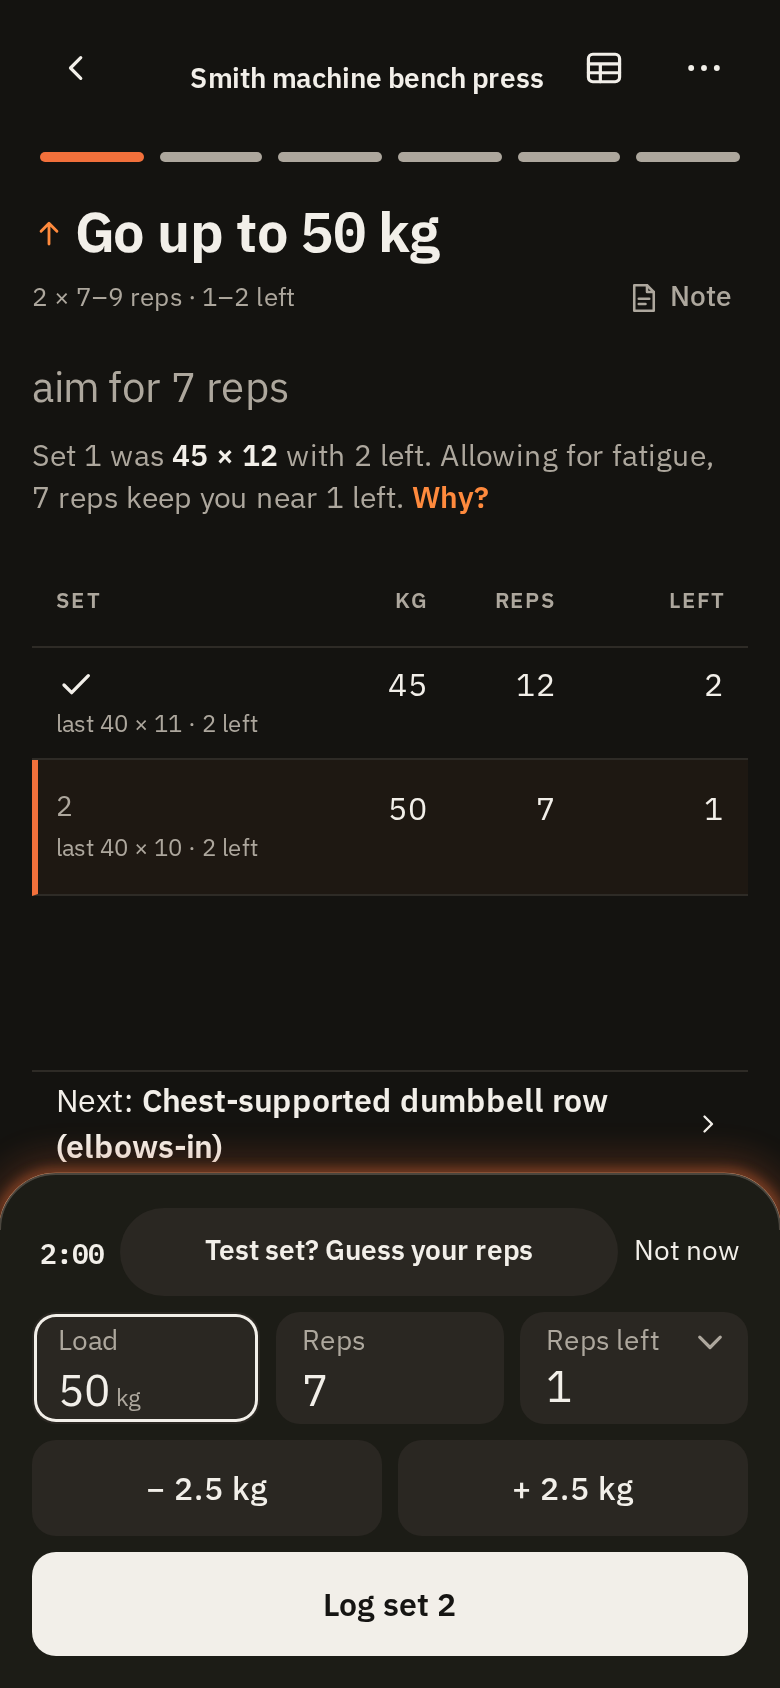 Smith machine bench press
↑ Go up to 50 kg
2 × 7–9 reps · 1–2 left
Note
aim for 7 reps
Set 1 was 45 × 12 with 2 left. Allowing for fatigue,
7 reps keep you near 1 left. Why?
SET KG REPS LEFT
✓ 45 12 2
last 40 × 11 · 2 left
2 50 7 1
last 40 × 10 · 2 left
Next: Chest-supported dumbbell row
(elbows-in)
2:00 Test set? Guess your reps Not now
Load Reps Reps left
50 kg 7 1
− 2.5 kg + 2.5 kg
Log set 2